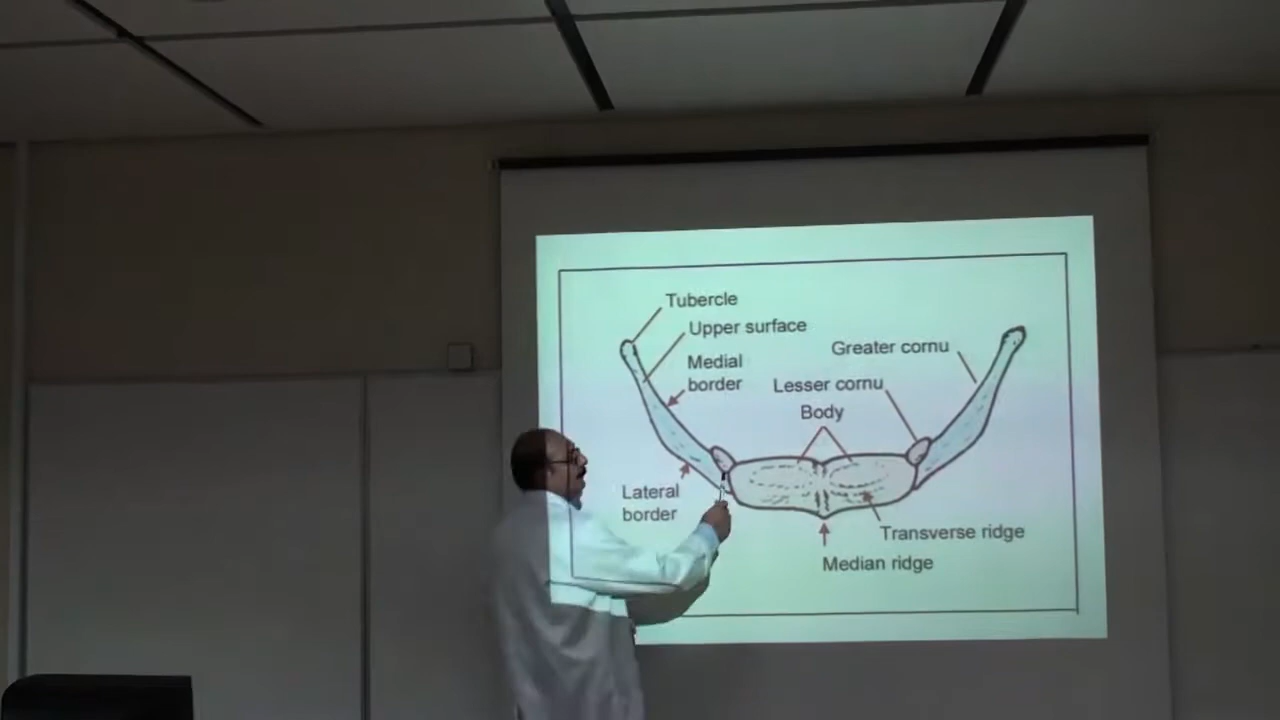 Tubercle
Upper surface
Medial
border
Greater cornu
Lesser cornu
Body
Lateral
border
Transverse ridge
Median ridge